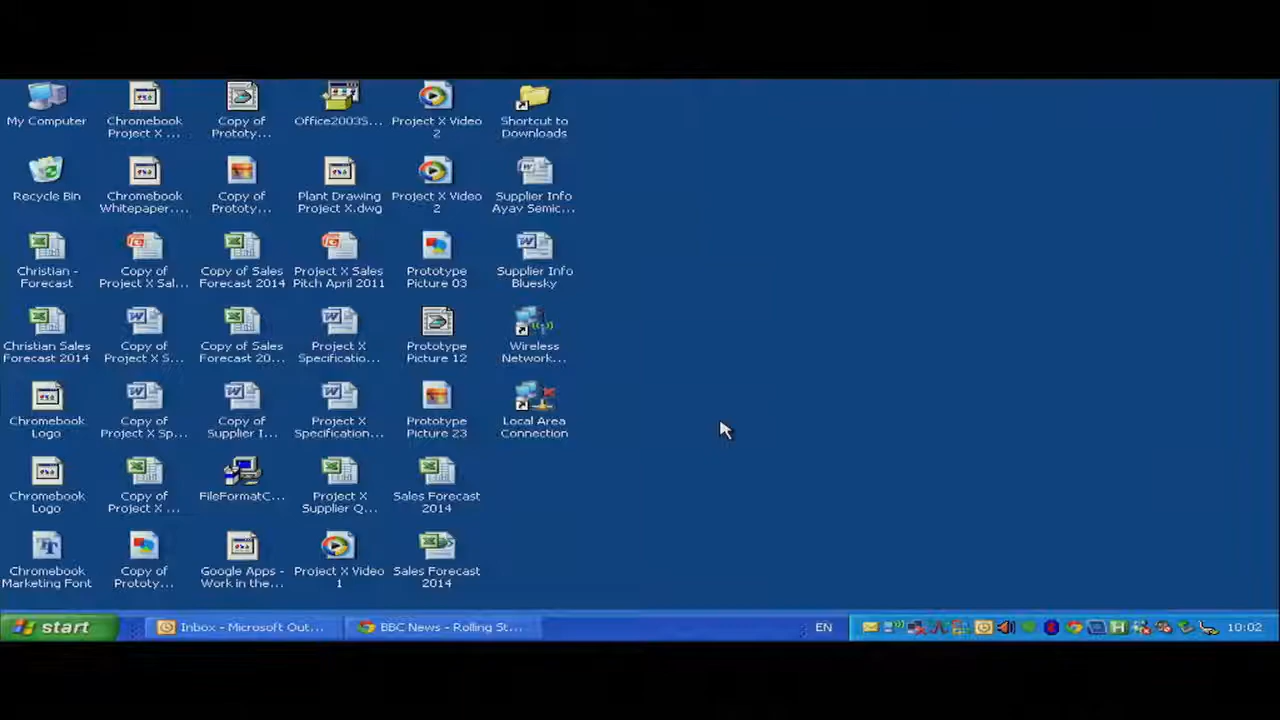 My Computer
Chromebook
Project X ...
Copy of
Prototy...
Office2003S...
Project X Video
2
Shortcut to
Downloads
Recycle Bin
Chromebook
Whitepaper....
Copy of
Prototy...
Plant Drawing
Project X.dwg
Project X Video
2
Supplier Info
Ayav Semic...
Christian -
Forecast
Copy of
Project X Sal...
Copy of Sales
Forecast 2014
Project X Sales
Pitch April 2011
Prototype
Picture 03
Supplier Info
Bluesky
Christian Sales
Forecast 2014
Copy of
Project X S...
Copy of Sales
Forecast 20...
Project X
Specificatio...
Prototype
Picture 12
Wireless
Network...
Chromebook
Logo
Copy of
Project X Sp...
Copy of
Supplier I...
Project X
Specification...
Prototype
Picture 23
Local Area
Connection
Chromebook
Logo
Copy of
Project X ...
FileFormatC...
Project X
Supplier Q...
Sales Forecast
2014
Chromebook
Marketing Font
Copy of
Prototy...
Google Apps -
Work in the...
Project X Video
1
Sales Forecast
2014
start
Inbox - Microsoft Out...
BBC News - Rolling St...
EN
10:02